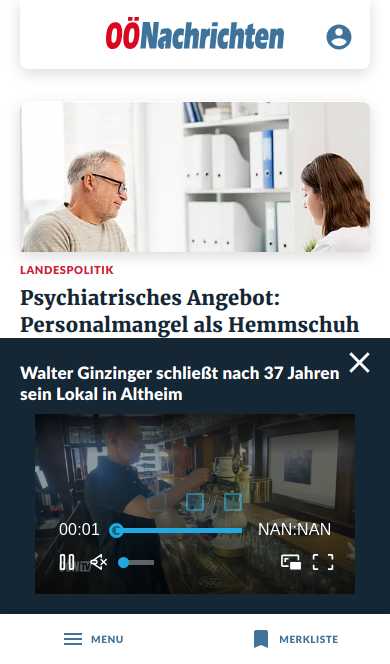 OÖNachrichten
LANDESPOLITIK
Psychiatrisches Angebot:
Personalmangel als Hemmschuh
Walter Ginzinger schließt nach 37 Jahren
sein Lokal in Altheim
00:01
NAN:NAN
MENU
MERKLISTE